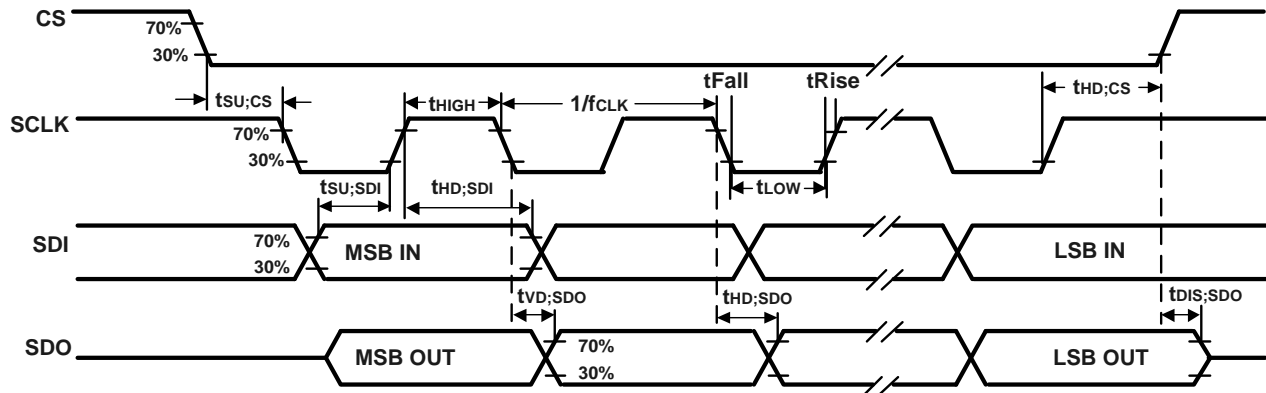 CS
70%
30%
tFall
tRise
tSU;CS
tHIGH
1/fCLK
tHD;CS
SCLK
70%
30%
tSU;SDI
tHD;SDI
tLOW
SDI
70%
30%
MSB IN
LSB IN
tVD;SDO
tHD;SDO
tDIS;SDO
SDO
MSB OUT
70%
30%
LSB OUT